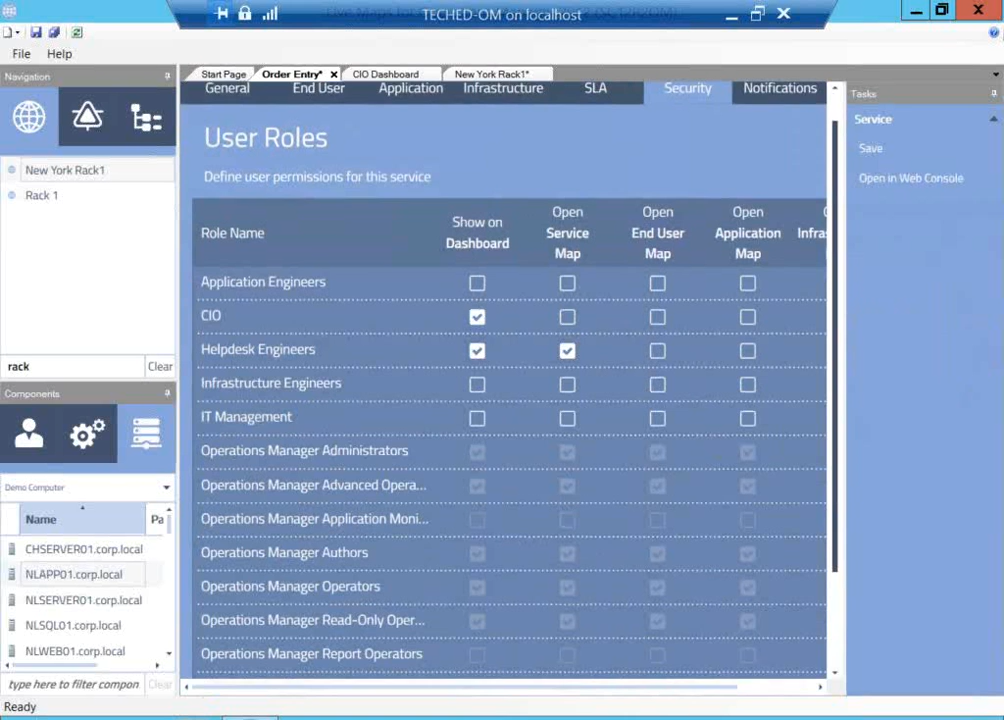 TECHED-OM on localhost
File Help
Navigation
New York Rack1
Rack 1
rack
Clear
Components
Demo Computer
Name
Pa
CHSERVER01.corp.local
NLAPP01.corp.local
NLSERVER01.corp.local
NLSQL01.corp.local
NLWEB01.corp.local
type here to filter compon
Clear
Ready
Start Page
Order Entry*
CIO Dashboard
New York Rack1*
General
End User
Application
Infrastructure
SLA
Security
Notifications
User Roles
Define user permissions for this service
Role Name
Show on
Dashboard
Open
Service
Map
Open
End User
Map
Open
Application
Map
Infras
Application Engineers
CIO
Helpdesk Engineers
Infrastructure Engineers
IT Management
Operations Manager Administrators
Operations Manager Advanced Opera...
Operations Manager Application Moni...
Operations Manager Authors
Operations Manager Operators
Operations Manager Read-Only Oper...
Operations Manager Report Operators
Tasks
Service
Save
Open in Web Console